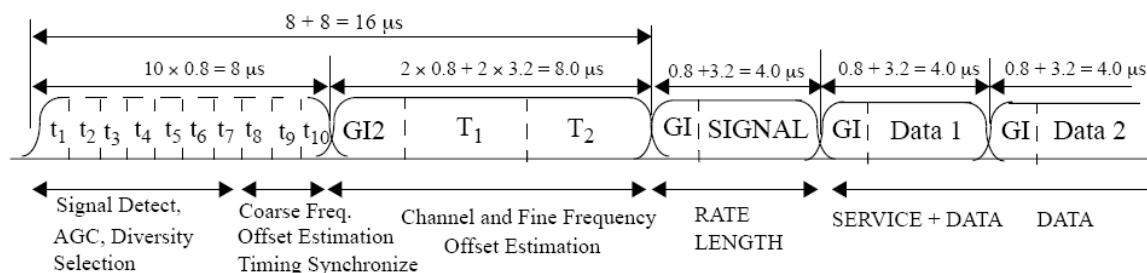 8 + 8 = 16 µs
10 × 0.8 = 8 µs
2 × 0.8 + 2 × 3.2 = 8.0 µs
0.8 +3.2 = 4.0 µs
0.8 + 3.2 = 4.0 µs
0.8 + 3.2 = 4.0 µs
t1 t2 t3 t4 t5 t6 t7 t8 t9 t10 GI2 T1 T2 GI SIGNAL GI Data 1 GI Data 2
Signal Detect,
AGC, Diversity
Selection
Coarse Freq.
Offset Estimation
Timing Synchronize
Channel and Fine Frequency
Offset Estimation
RATE
LENGTH
SERVICE + DATA
DATA